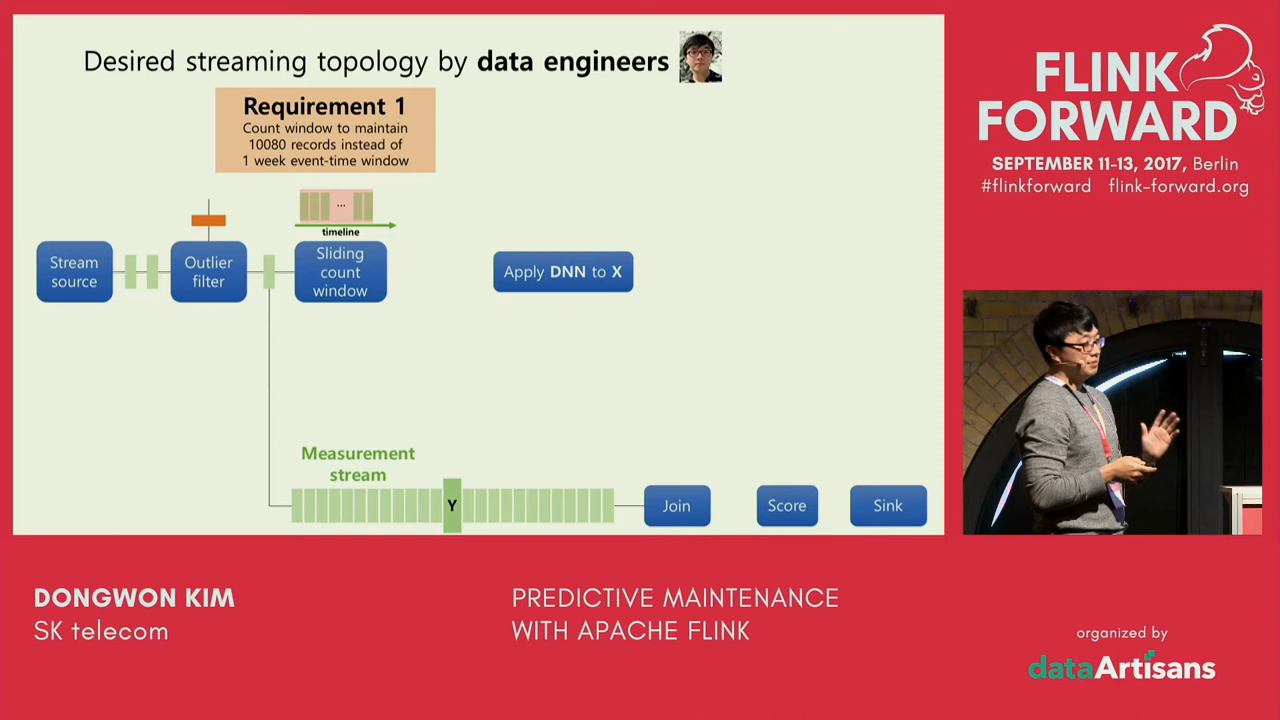 Desired streaming topology by data engineers
Requirement 1
Count window to maintain
10080 records instead of
1 week event-time window
...
timeline
Stream
source
Outlier
filter
Sliding
count
window
Apply DNN to X
Measurement
stream
Y
Join
Score
Sink
FLINK
FORWARD
SEPTEMBER 11-13, 2017, Berlin
#flinkforward flink-forward.org
DONGWON KIM
SK telecom
PREDICTIVE MAINTENANCE
WITH APACHE FLINK
organized by
dataArtisans